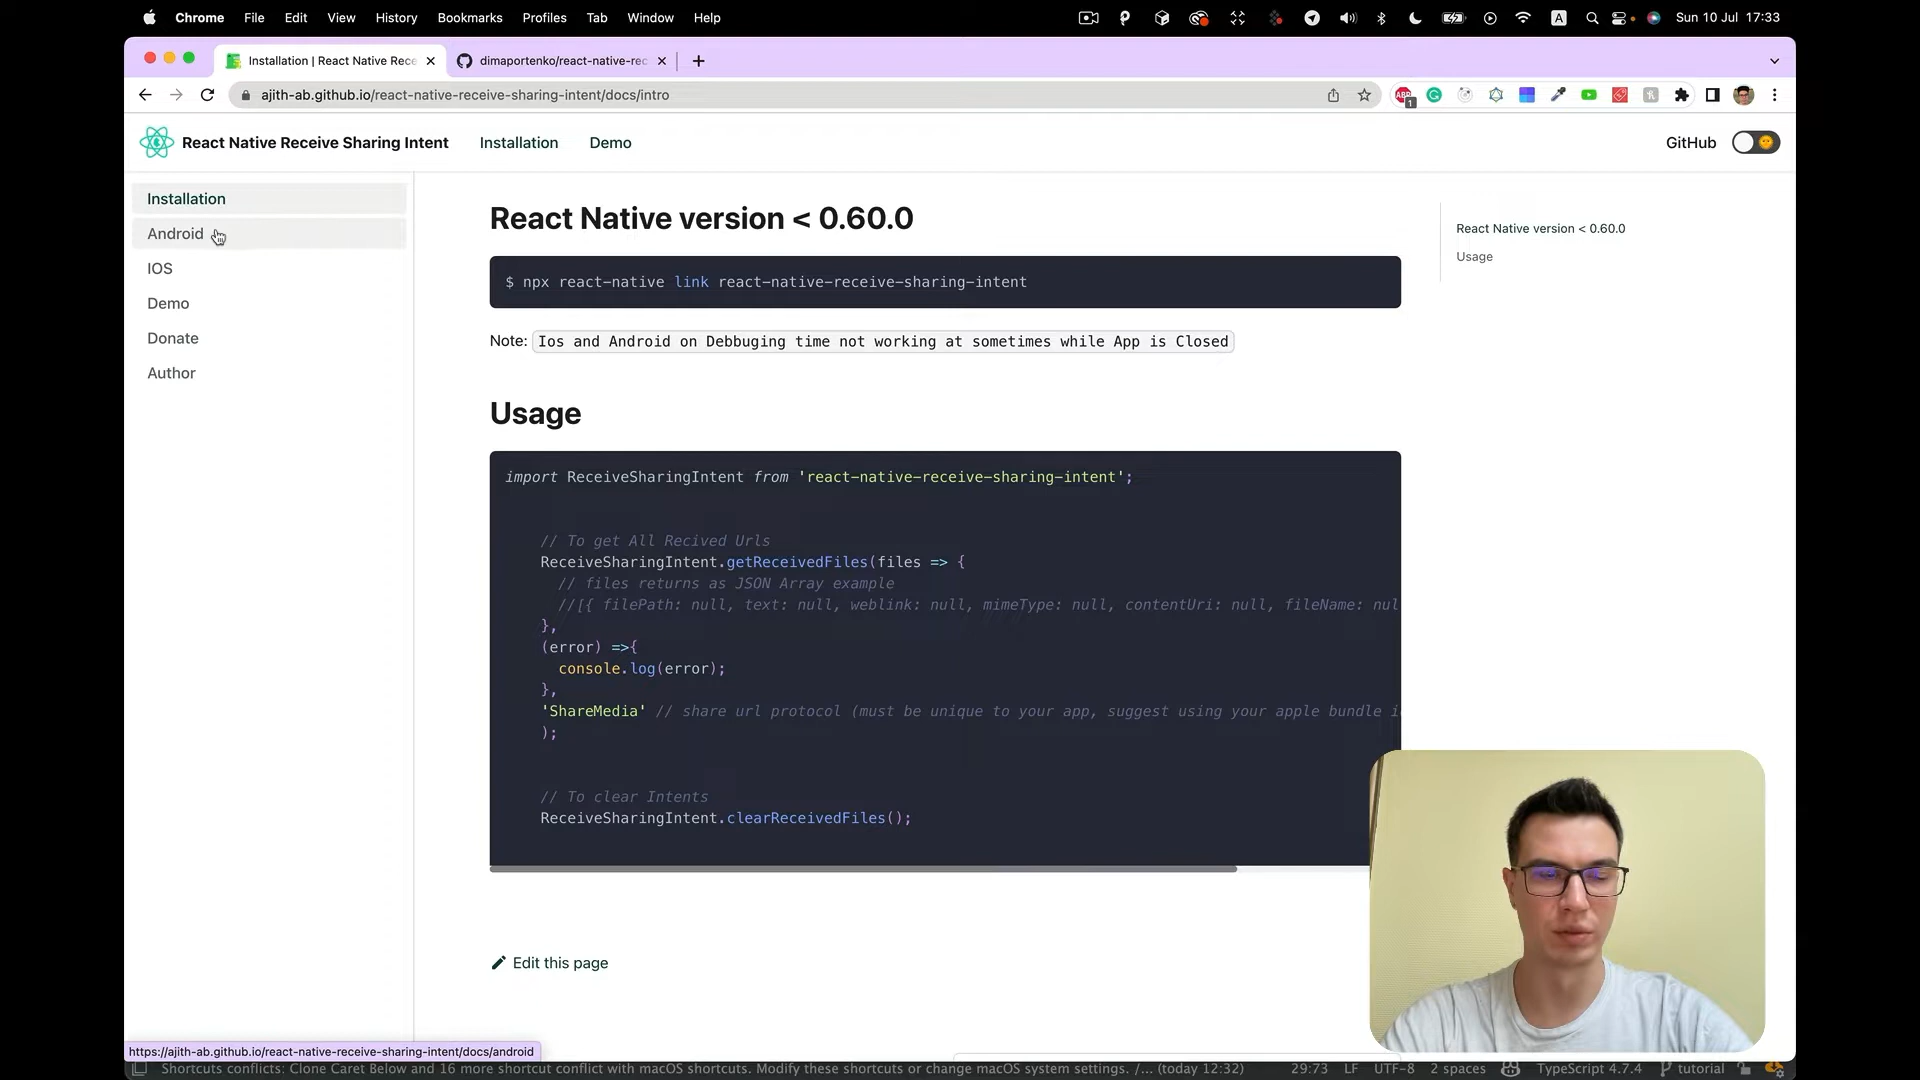 Chrome File Edit View History Bookmarks Profiles Tab Window Help Sun 10 Jul 17:33
Installation | React Native Rece
dimaportenko/react-native-rec
ajith-ab.github.io/react-native-receive-sharing-intent/docs/intro
React Native Receive Sharing Intent Installation Demo GitHub
Installation
Android
IOS
Demo
Donate
Author
React Native version < 0.60.0
$ npx react-native link react-native-receive-sharing-intent
Note: Ios and Android on Debbuging time not working at sometimes while App is Closed
Usage
import ReceiveSharingIntent from 'react-native-receive-sharing-intent';
// To get All Recived Urls
ReceiveSharingIntent.getReceivedFiles(files => {
// files returns as JSON Array example
//[{ filePath: null, text: null, weblink: null, mimeType: null, contentUri: null, fileName: nul
},
(error) =>{
console.log(error);
},
'ShareMedia' // share url protocol (must be unique to your app, suggest using your apple bundle i
);
// To clear Intents
ReceiveSharingIntent.clearReceivedFiles();
Edit this page
React Native version < 0.60.0
Usage
https://ajith-ab.github.io/react-native-receive-sharing-intent/docs/android
Shortcuts conflicts: Clone Caret Below and 16 more shortcut conflict with macOS shortcuts. Modify these shortcuts or change macOS system settings. /... (today 12:32) 29:73 LF UTF-8 2 spaces TypeScript 4.7.4 tutorial